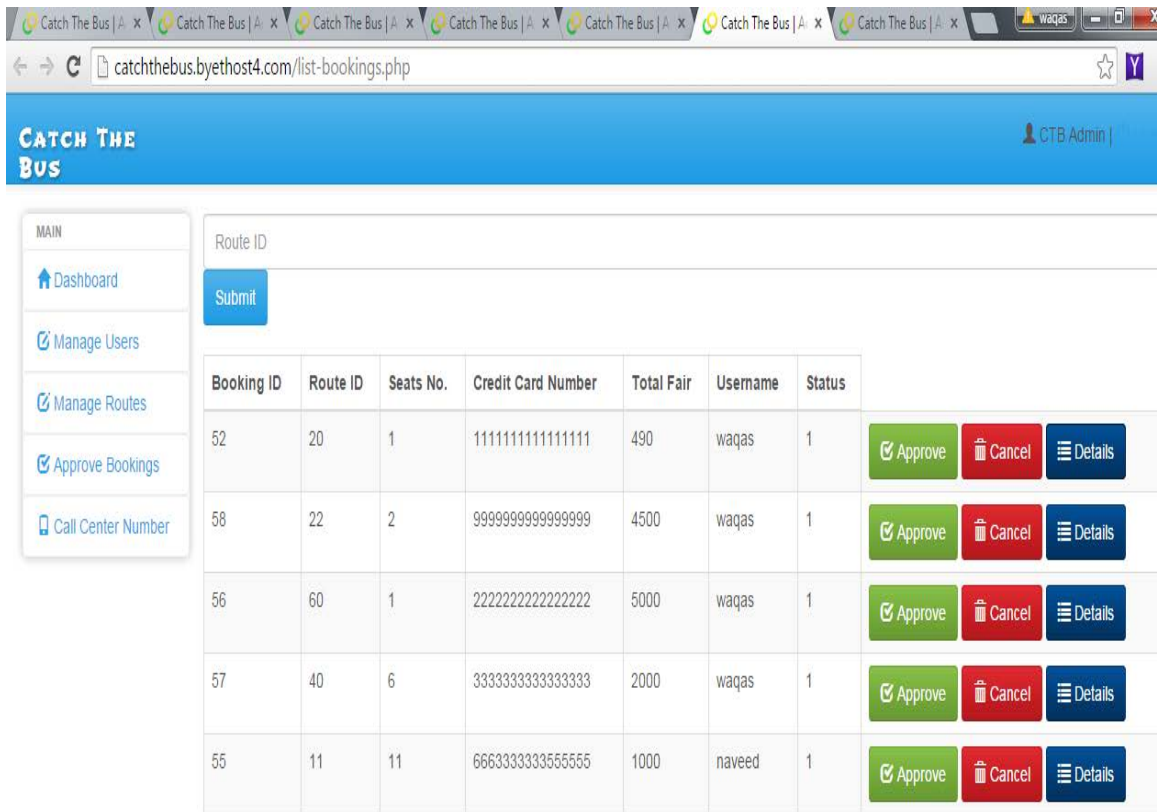 Catch The Bus | A Catch The Bus | A Catch The Bus | A Catch The Bus | A Catch The Bus | A Catch The Bus | A Catch The Bus | A waqas
catchthebus.byethost4.com/list-bookings.php
CATCH THE
BUS
CTB Admin |
MAIN
Dashboard
Manage Users
Manage Routes
Approve Bookings
Call Center Number
Route ID
Submit
Booking ID Route ID Seats No. Credit Card Number Total Fair Username Status
52 20 1 1111111111111111 490 waqas 1 Approve Cancel Details
58 22 2 9999999999999999 4500 waqas 1 Approve Cancel Details
56 60 1 2222222222222222 5000 waqas 1 Approve Cancel Details
57 40 6 3333333333333333 2000 waqas 1 Approve Cancel Details
55 11 11 6663333333555555 1000 naveed 1 Approve Cancel Details